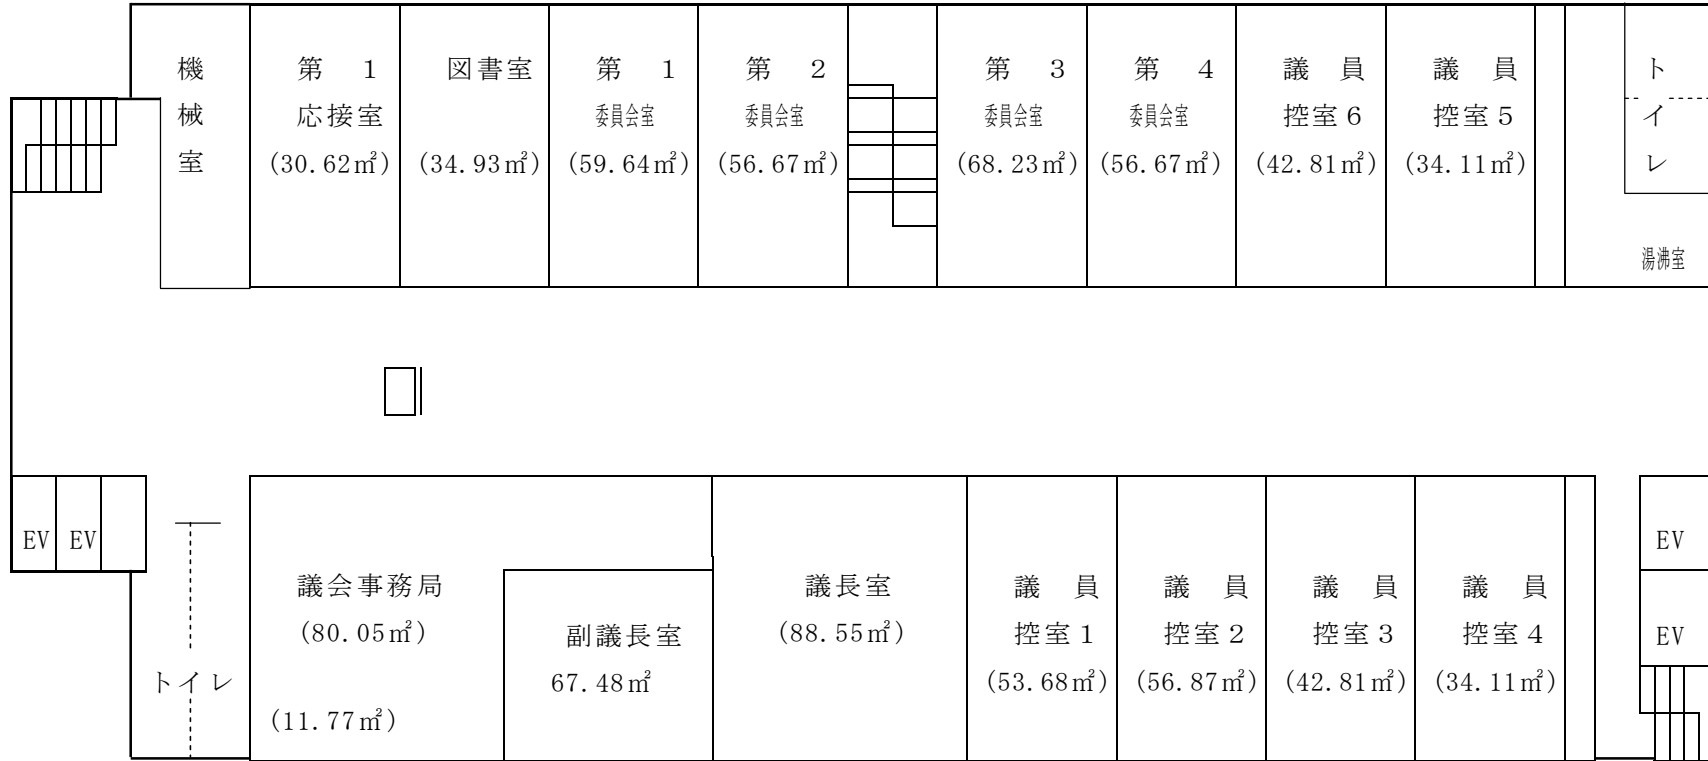 機
械
室
第 1
応接室
(30.62㎡)
図書室
(34.93㎡)
第 1
委員会室
(59.64㎡)
第 2
委員会室
(56.67㎡)
第 3
委員会室
(68.23㎡)
第 4
委員会室
(56.67㎡)
議 員
控室６
(42.81㎡)
議 員
控室５
(34.11㎡)
ト
イ
レ
湯沸室
EV
EV
トイレ
議会事務局
(80.05㎡)
(11.77㎡)
副議長室
67.48㎡
議長室
(88.55㎡)
議 員
控室１
(53.68㎡)
議 員
控室２
(56.87㎡)
議 員
控室３
(42.81㎡)
議 員
控室４
(34.11㎡)
EV
EV